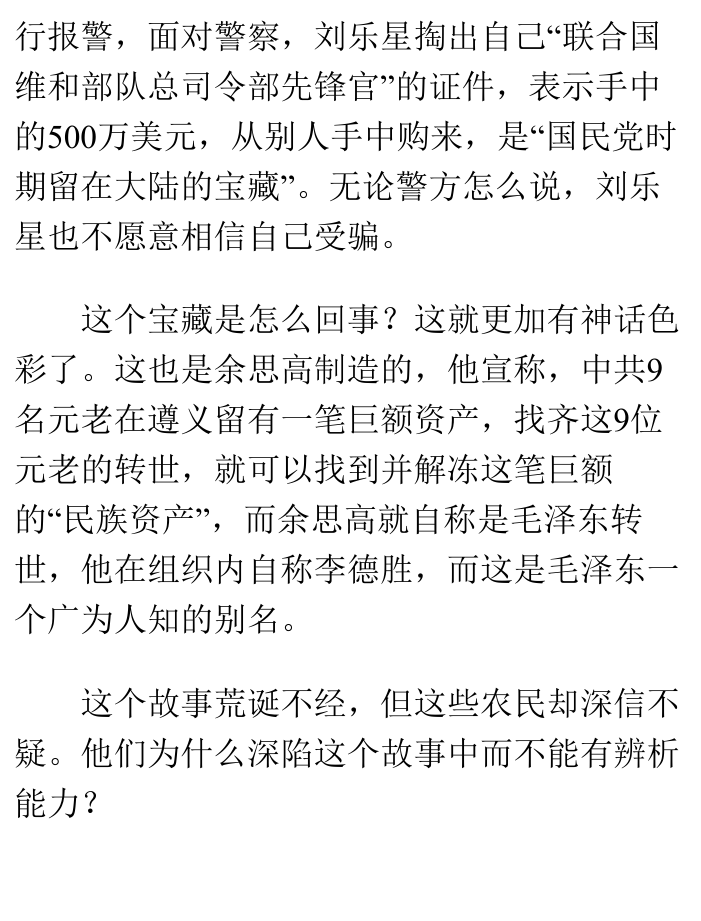 行报警，面对警察，刘乐星掏出自己“联合国
维和部队总司令部先锋官”的证件，表示手中
的500万美元，从别人手中购来，是“国民党时
期留在大陆的宝藏”。无论警方怎么说，刘乐
星也不愿意相信自己受骗。
这个宝藏是怎么回事？这就更加有神话色
彩了。这也是余思高制造的，他宣称，中共9
名元老在遵义留有一笔巨额资产，找齐这9位
元老的转世，就可以找到并解冻这笔巨额
的“民族资产”，而余思高就自称是毛泽东转
世，他在组织内自称李德胜，而这是毛泽东一
个广为人知的别名。
这个故事荒诞不经，但这些农民却深信不
疑。他们为什么深陷这个故事中而不能有辨析
能力？